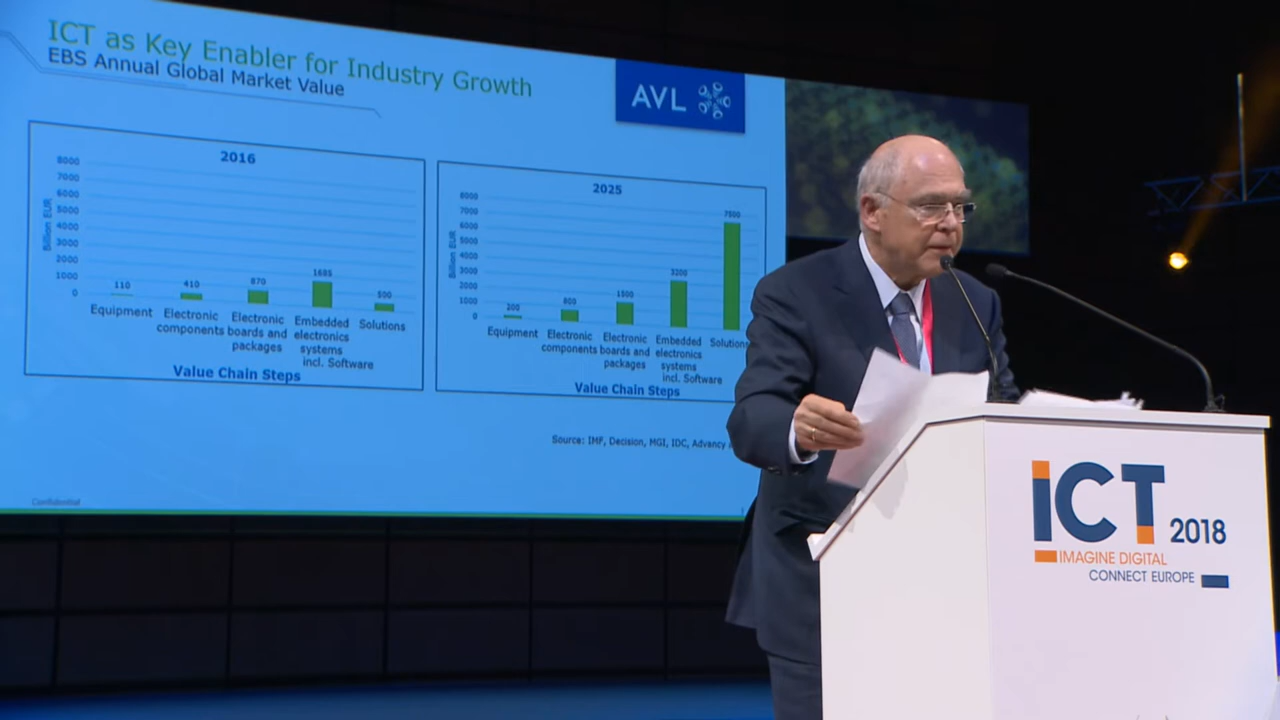 ICT as Key Enabler for Industry Growth
EBS Annual Global Market Value
AVL
2016
8000
7000
6000
5000
4000
3000
2000
1000
0
Billion EUR
110
410
870
1685
500
Equipment
Electronic
components
Electronic
boards and
packages
Embedded
electronics
systems
incl. Software
Solutions
Value Chain Steps
2025
8000
7000
6000
5000
4000
3000
2000
1000
0
Billion EUR
200
800
1500
3200
7500
Equipment
Electronic
components
Electronic
boards and
packages
Embedded
electronics
systems
incl. Software
Solutions
Value Chain Steps
Source: IMF, Decision, MGI, IDC, Advancy
Confidential
iCT 2018
IMAGINE DIGITAL
CONNECT EUROPE